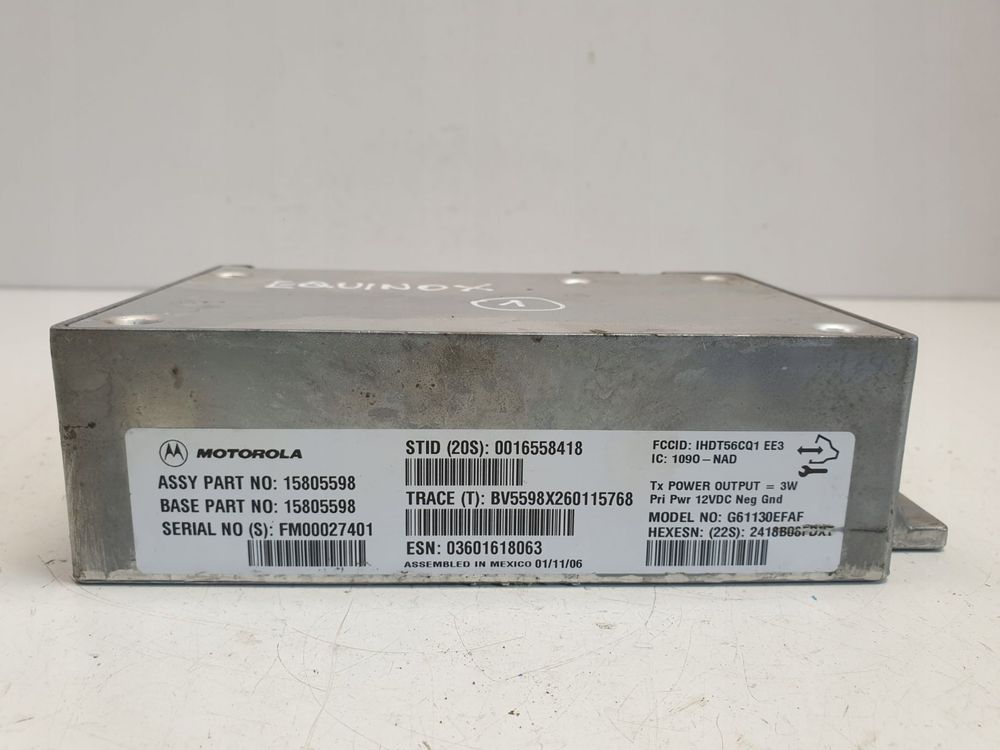 EQUINOX
1
MOTOROLA
ASSY PART NO: 15805598
BASE PART NO: 15805598
SERIAL NO (S): FM00027401
STID (20S): 0016558418
TRACE (T): BV5598X260115768
ESN: 03601618063
ASSEMBLED IN MEXICO 01/11/06
FCCID: IHDT56CQ1 EE3
IC: 109O-NAD
Tx POWER OUTPUT = 3W
Pri Pwr 12VDC Neg Gnd
MODEL NO: G61130EFAF
HEXESN: (22S):